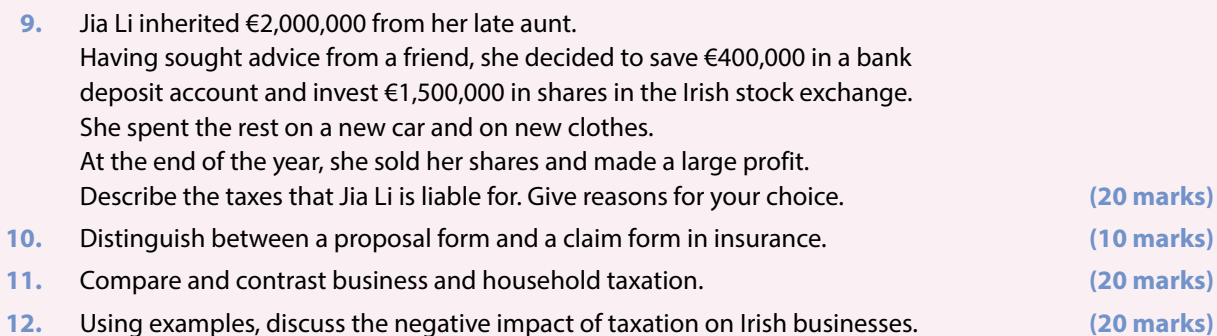 9. Jia Li inherited €2,000,000 from her late aunt.
Having sought advice from a friend, she decided to save €400,000 in a bank
deposit account and invest €1,500,000 in shares in the Irish stock exchange.
She spent the rest on a new car and on new clothes.
At the end of the year, she sold her shares and made a large profit.
Describe the taxes that Jia Li is liable for. Give reasons for your choice. (20 marks)
10. Distinguish between a proposal form and a claim form in insurance. (10 marks)
11. Compare and contrast business and household taxation. (20 marks)
12. Using examples, discuss the negative impact of taxation on Irish businesses. (20 marks)